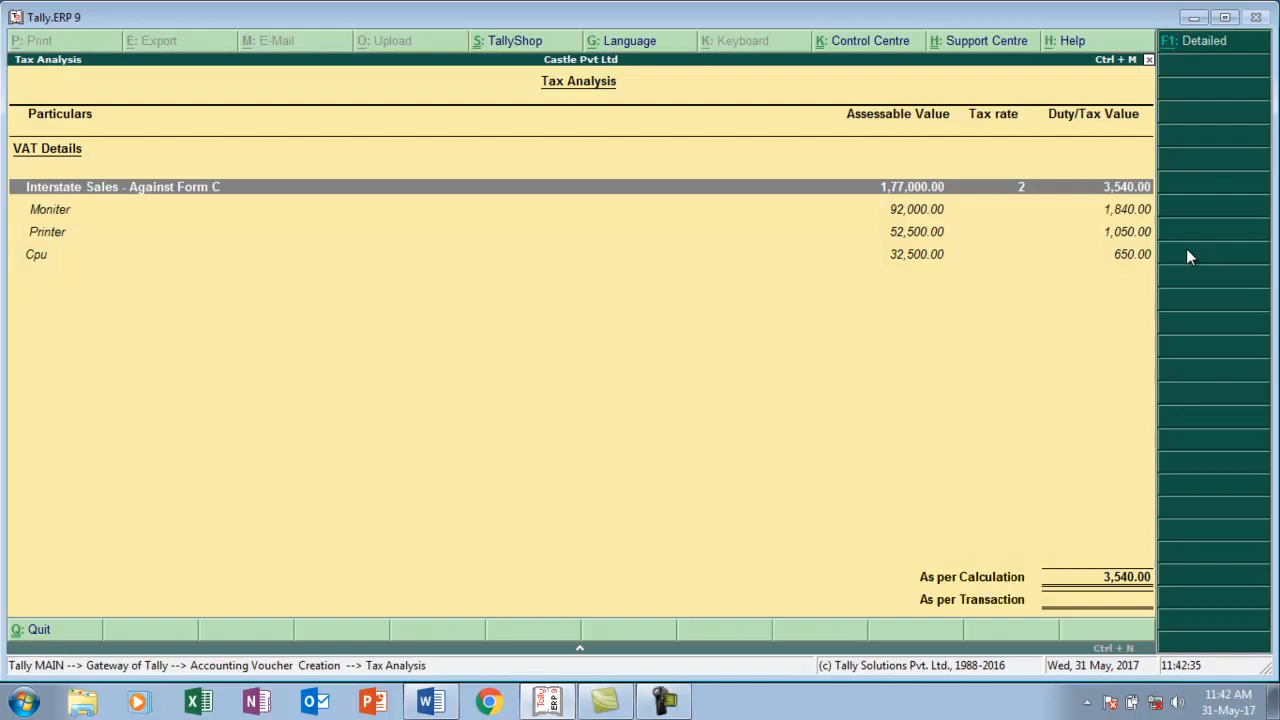 Tally.ERP 9
P: Print E: Export M: E-Mail O: Upload S: TallyShop G: Language K: Keyboard K: Control Centre H: Support Centre H: Help F1: Detailed
Tax Analysis Castle Pvt Ltd Ctrl + M
Tax Analysis
Particulars Assessable Value Tax rate Duty/Tax Value
VAT Details
Interstate Sales - Against Form C 1,77,000.00 2 3,540.00
Moniter 92,000.00 1,840.00
Printer 52,500.00 1,050.00
Cpu 32,500.00 650.00
As per Calculation 3,540.00
As per Transaction
Q: Quit
Ctrl + N
Tally MAIN --> Gateway of Tally --> Accounting Voucher Creation --> Tax Analysis (c) Tally Solutions Pvt. Ltd., 1988-2016 Wed, 31 May, 2017 11:42:35
11:42 AM
31-May-17